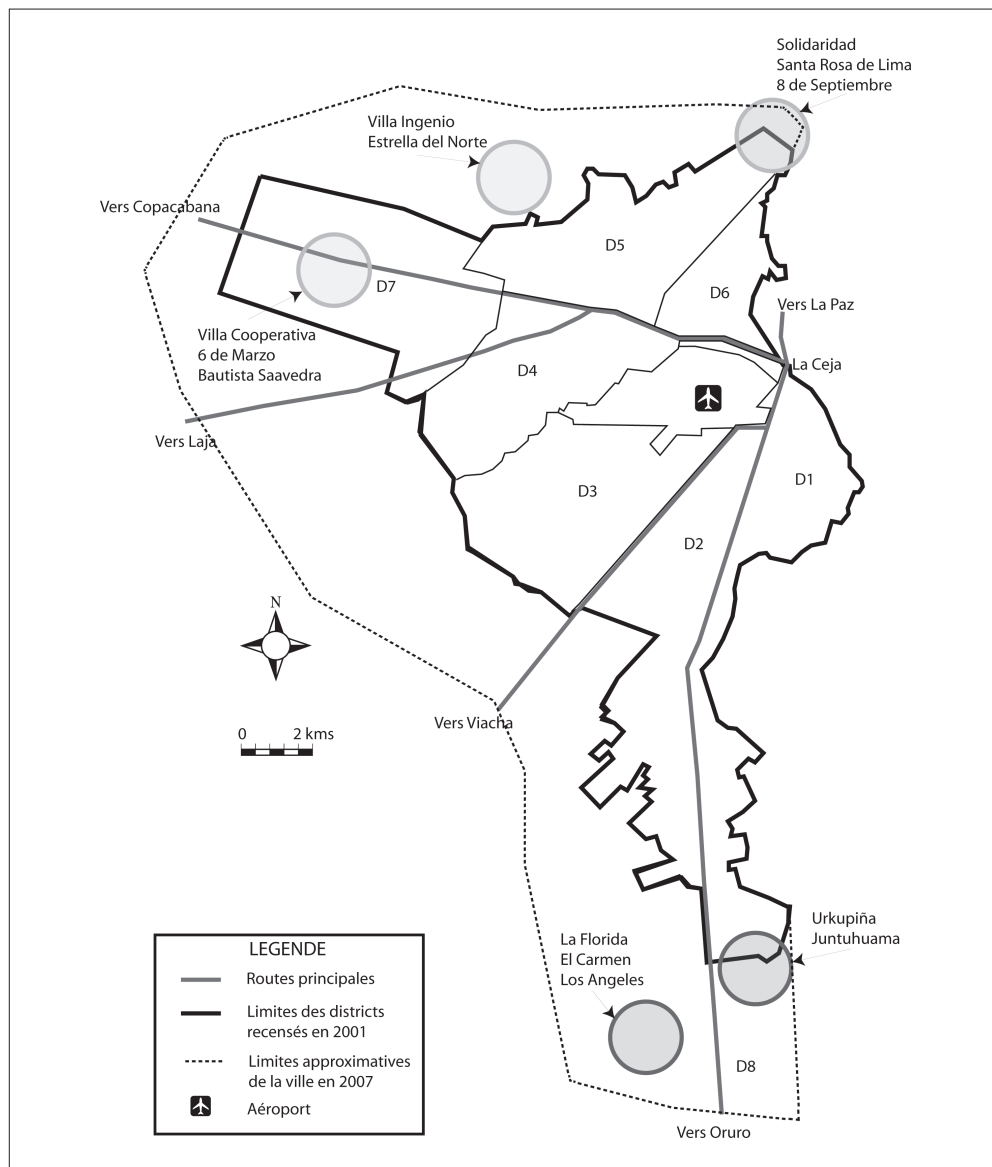 Solidaridad
Santa Rosa de Lima
8 de Septiembre
Villa Ingenio
Estrella del Norte
Vers Copacabana
D5
D7
D6
Vers La Paz
Villa Cooperativa
6 de Marzo
Bautista Saavedra
La Ceja
D4
Vers Laja
D1
D3
D2
N
Vers Viacha
0 2 kms
Urkupiña
Juntuhuama
La Florida
El Carmen
Los Angeles
D8
Vers Oruro
LEGENDE
Routes principales
Limites des districts
recensés en 2001
Limites approximatives
de la ville en 2007
Aéroport